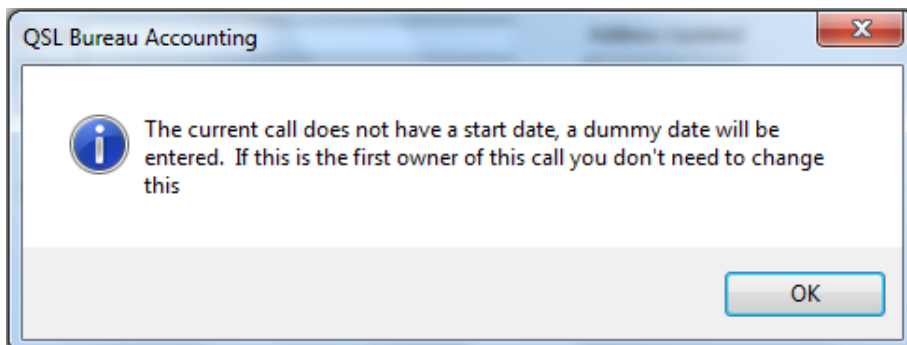 QSL Bureau Accounting
The current call does not have a start date, a dummy date will be
entered.  If this is the first owner of this call you don't need to change
this
OK